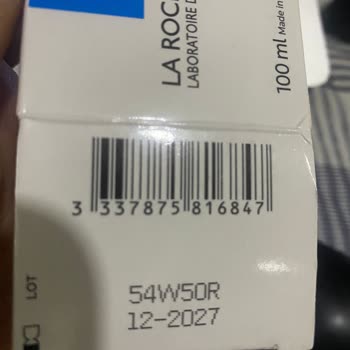 LA ROC
LABORATOIRE D
100 ml Made in
3 337875 816847
LOT
54W50R
12-2027